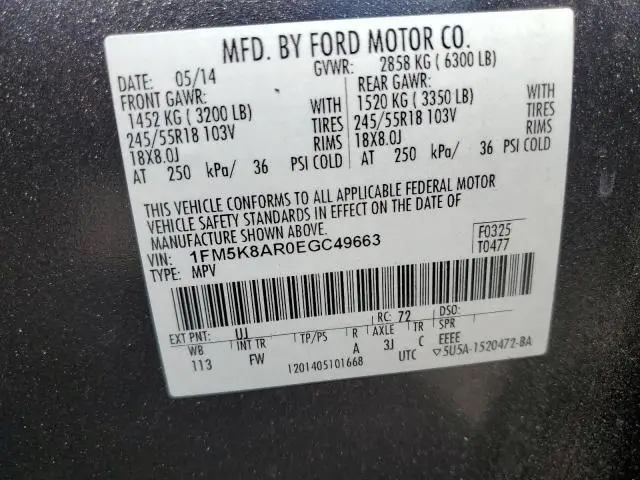 MFD. BY FORD MOTOR CO.
DATE: 05/14 GVWR: 2858 KG ( 6300 LB)
FRONT GAWR: REAR GAWR:
1452 KG ( 3200 LB) WITH 1520 KG ( 3350 LB) WITH
245/55R18 103V TIRES 245/55R18 103V TIRES
18X8.0J RIMS 18X8.0J RIMS
AT 250 kPa/ 36 PSI COLD AT 250 kPa/ 36 PSI COLD
THIS VEHICLE CONFORMS TO ALL APPLICABLE FEDERAL MOTOR
VEHICLE SAFETY STANDARDS IN EFFECT ON THE DATE OF
MANUFACTURE SHOWN ABOVE.
VIN: 1FM5K8AR0EGC49663 F0325
TYPE: MPV T0477
EXT PNT: UJ RC: 72 DSO:
WB INT TR TP/PS R AXLE TR SPR
113 FW A 3J C EEEE
1201405101668 UTC ▽5U5A-1520472-BA